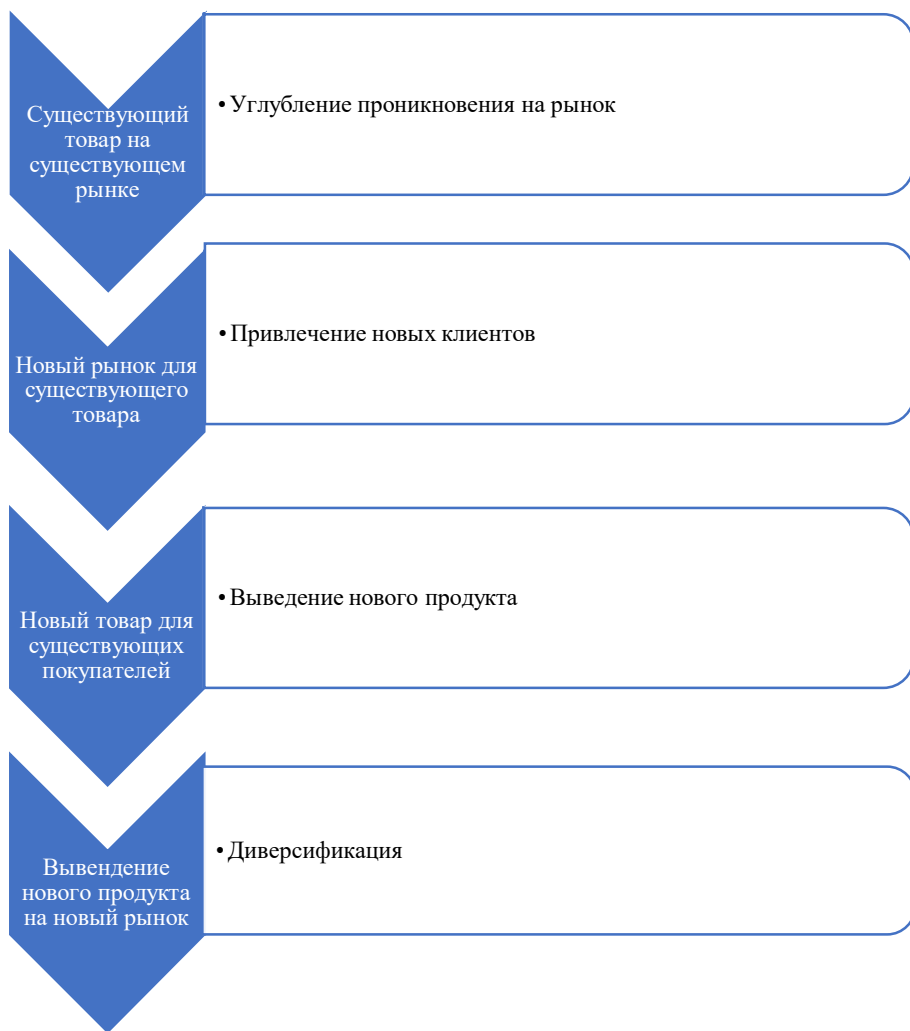 Существующий
товар на
существующем
рынке
• Углубление проникновения на рынок
Новый рынок для
существующего
товара
• Привлечение новых клиентов
Новый товар для
существующих
покупателей
• Выведение нового продукта
Вывендение
нового продукта
на новый рынок
• Диверсификация